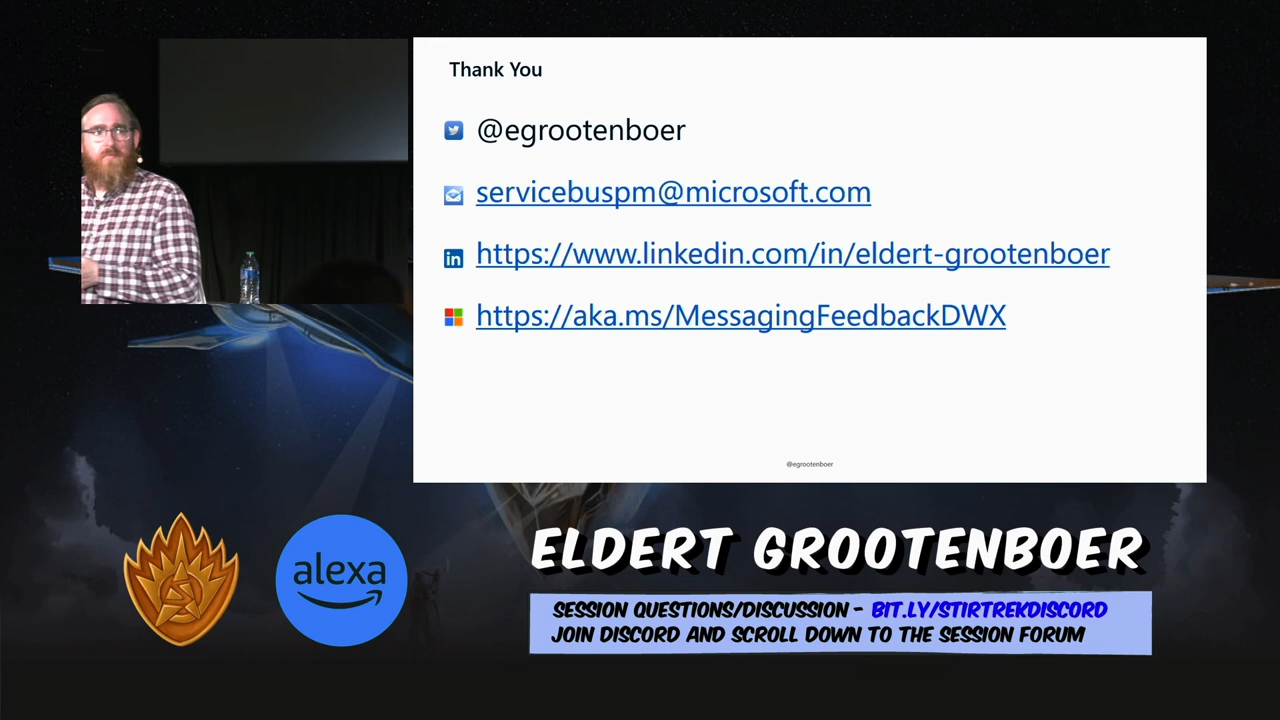 Thank You
@egrootenboer
servicebuspm@microsoft.com
https://www.linkedin.com/in/eldert-grootenboer
https://aka.ms/MessagingFeedbackDWX
@egrootenboer
alexa
ELDERT GROOTENBOER
SESSION QUESTIONS/DISCUSSION - BIT.LY/STIRTREKDISCORD
JOIN DISCORD AND SCROLL DOWN TO THE SESSION FORUM